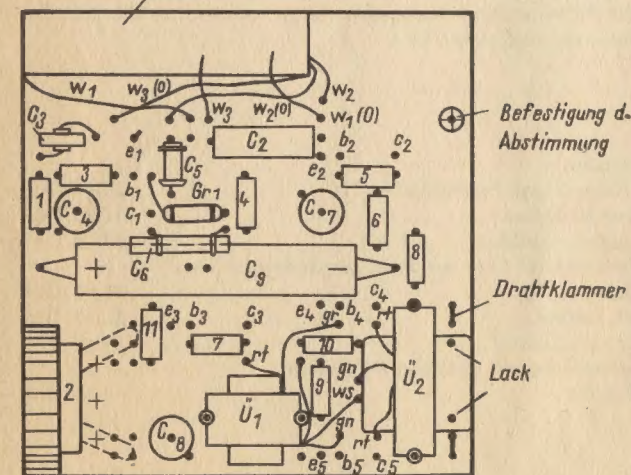 w1
w3(0)
w3
w2(0)
w2
w1(0)
C3
e1
C5
C2
e2
b2
c2
Befestigung d.
Abstimmung
1
3
C4
b1
c1
Gr1
4
C7
5
6
C6
+
C9
−
8
Drahtklammer
Lack
2
+
+
11
e3
b3
7
c3
rt
e4
gr
b4
c4
rt
10
9
gn
ws
gn
rt
Ü1
Ü2
C8
e5
b5
c5